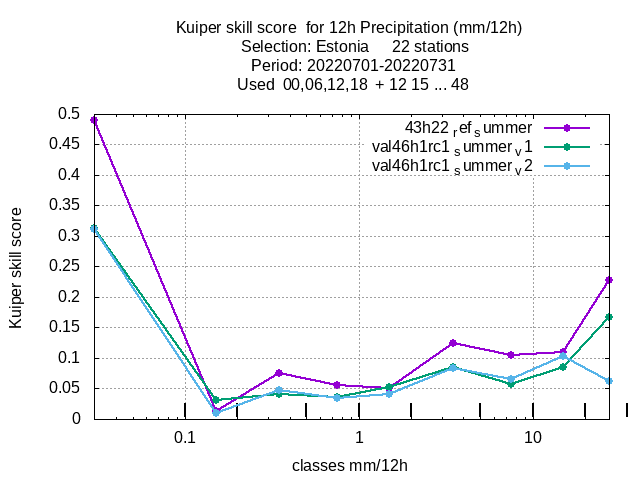 Kuiper skill score  for 12h Precipitation (mm/12h)
Selection: Estonia     22 stations
Period: 20220701-20220731
Used  00,06,12,18  + 12 15 ... 48
0.5
0.45
0.4
0.35
0.3
0.25
0.2
0.15
0.1
0.05
0
Kuiper skill score
43h22 refsummer
val46h1rc1 summer v1
val46h1rc1 summer v2
0.1 1 10
classes mm/12h